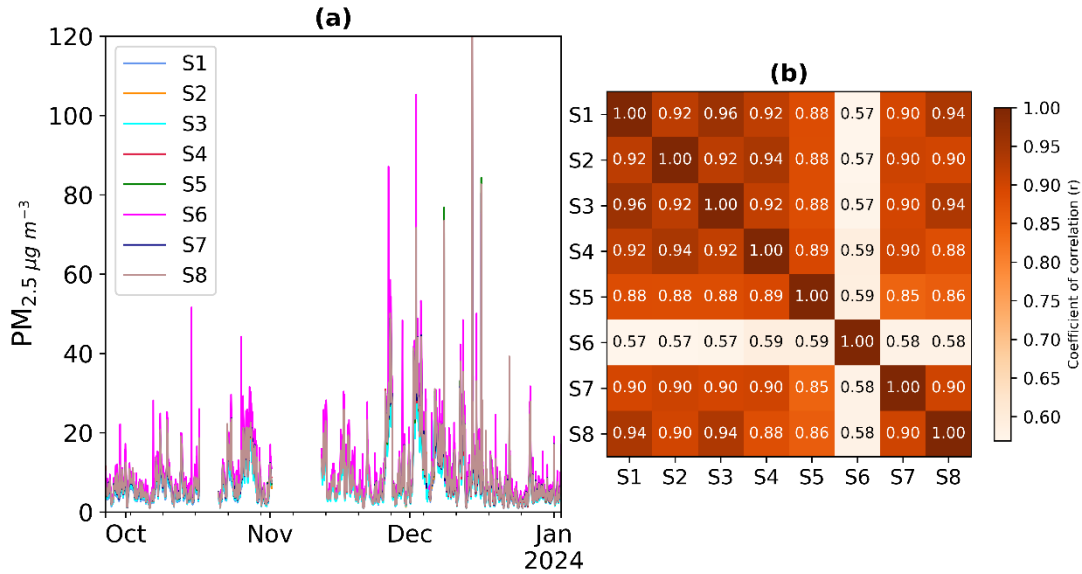 (a)
120
100
80
60
40
20
0
PM2.5 µg m−3
S1
S2
S3
S4
S5
S6
S7
S8
Oct Nov Dec Jan
2024
(b)
S1 1.00 0.92 0.96 0.92 0.88 0.57 0.90 0.94
S2 0.92 1.00 0.92 0.94 0.88 0.57 0.90 0.90
S3 0.96 0.92 1.00 0.92 0.88 0.57 0.90 0.94
S4 0.92 0.94 0.92 1.00 0.89 0.59 0.90 0.88
S5 0.88 0.88 0.88 0.89 1.00 0.59 0.85 0.86
S6 0.57 0.57 0.57 0.59 0.59 1.00 0.58 0.58
S7 0.90 0.90 0.90 0.90 0.85 0.58 1.00 0.90
S8 0.94 0.90 0.94 0.88 0.86 0.58 0.90 1.00
S1 S2 S3 S4 S5 S6 S7 S8
1.00
0.95
0.90
0.85
0.80
0.75
0.70
0.65
0.60
Coefficient of correlation (r)